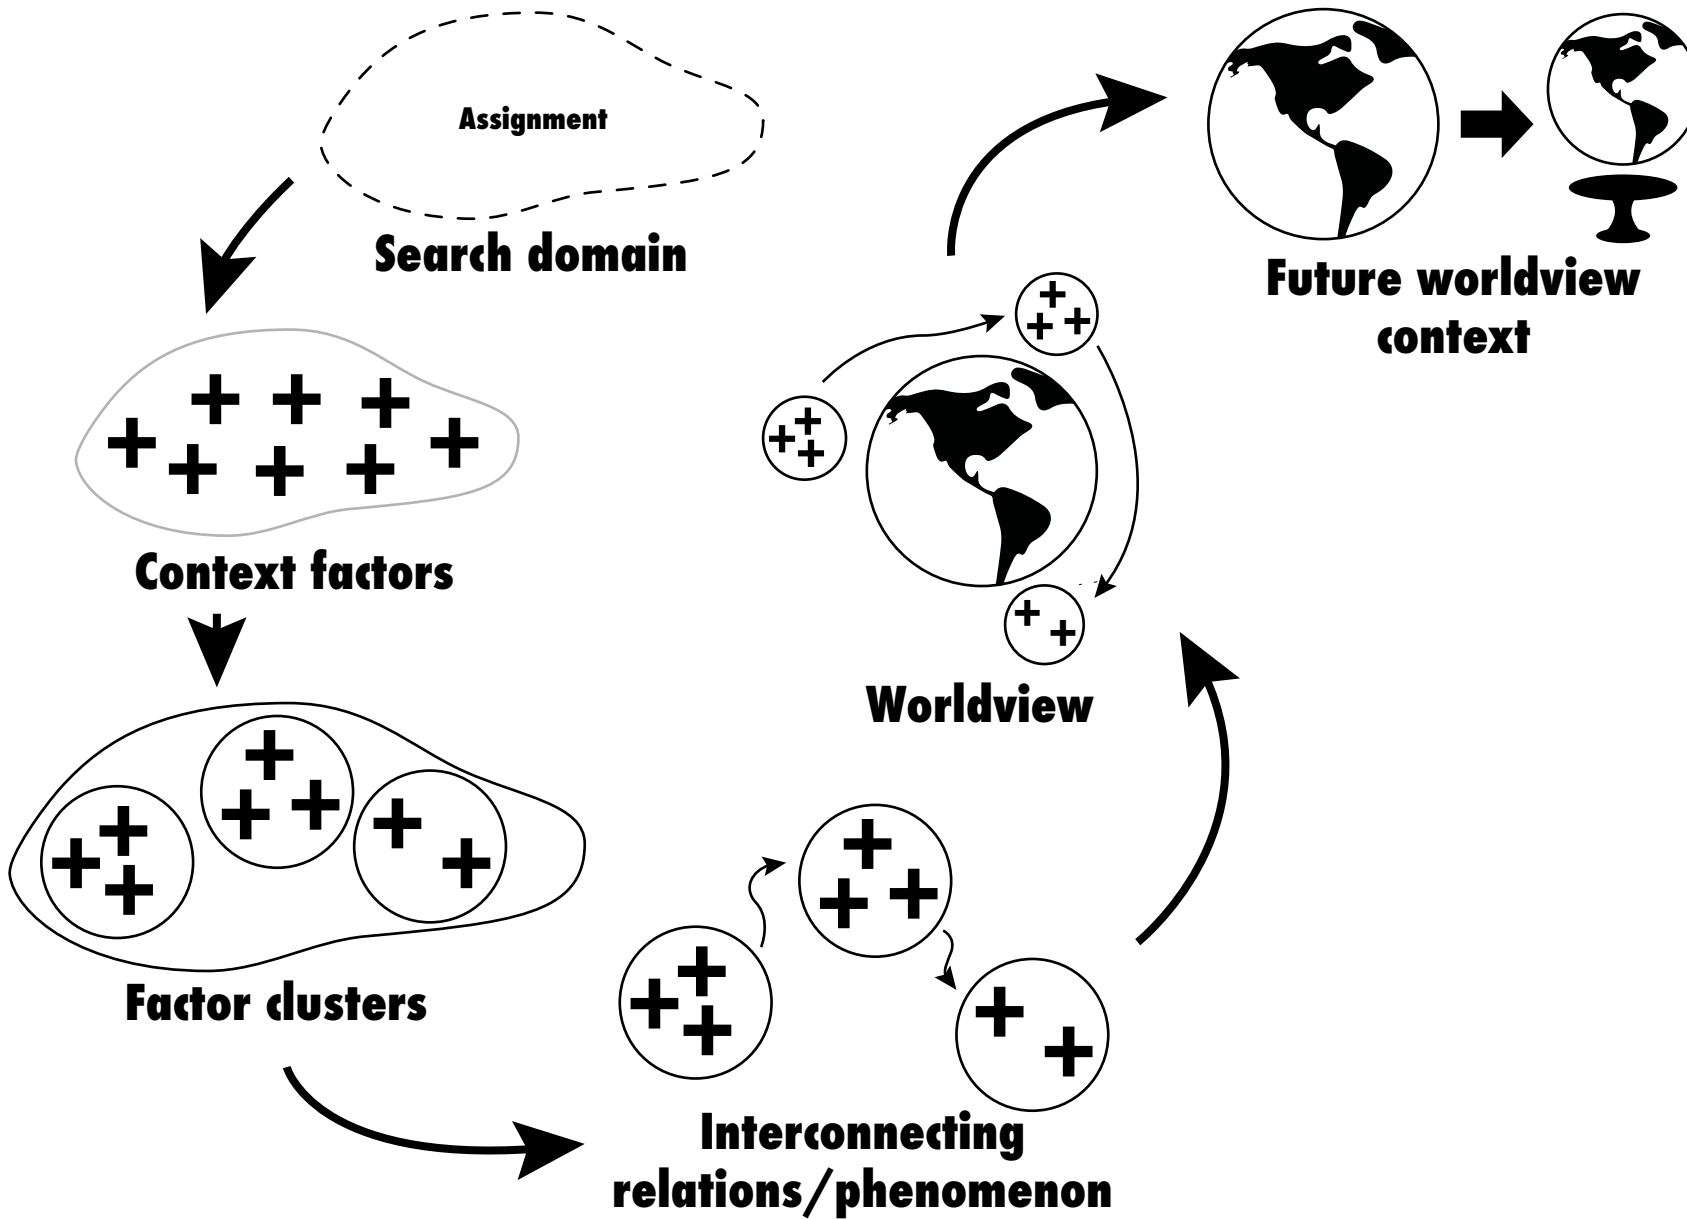 Assignment
Search domain
Context factors
Factor clusters
Interconnecting
relations/phenomenon
Worldview
Future worldview
context